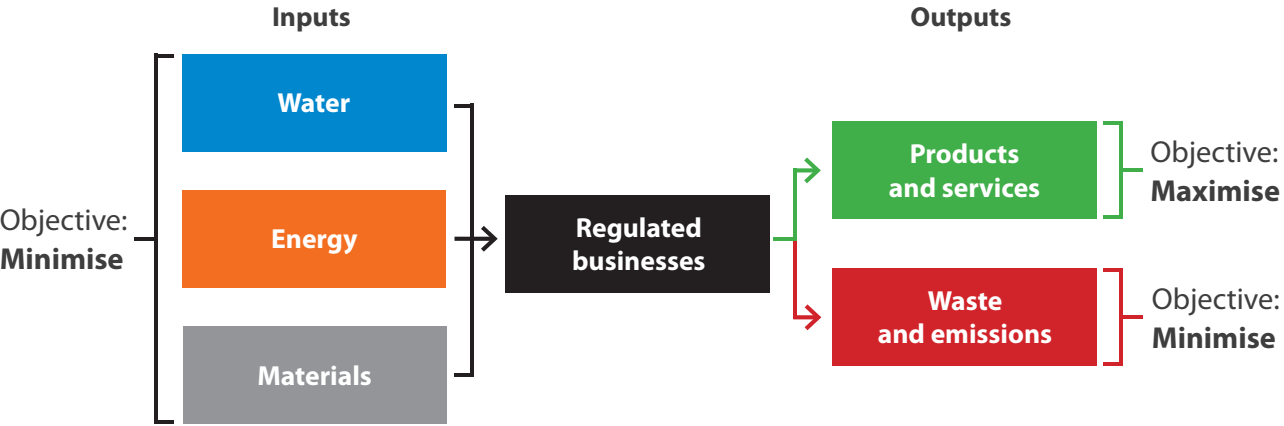 Inputs
Outputs
Objective:
Minimise
Water
Energy
Materials
Regulated
businesses
Products
and services
Objective:
Maximise
Waste
and emissions
Objective:
Minimise